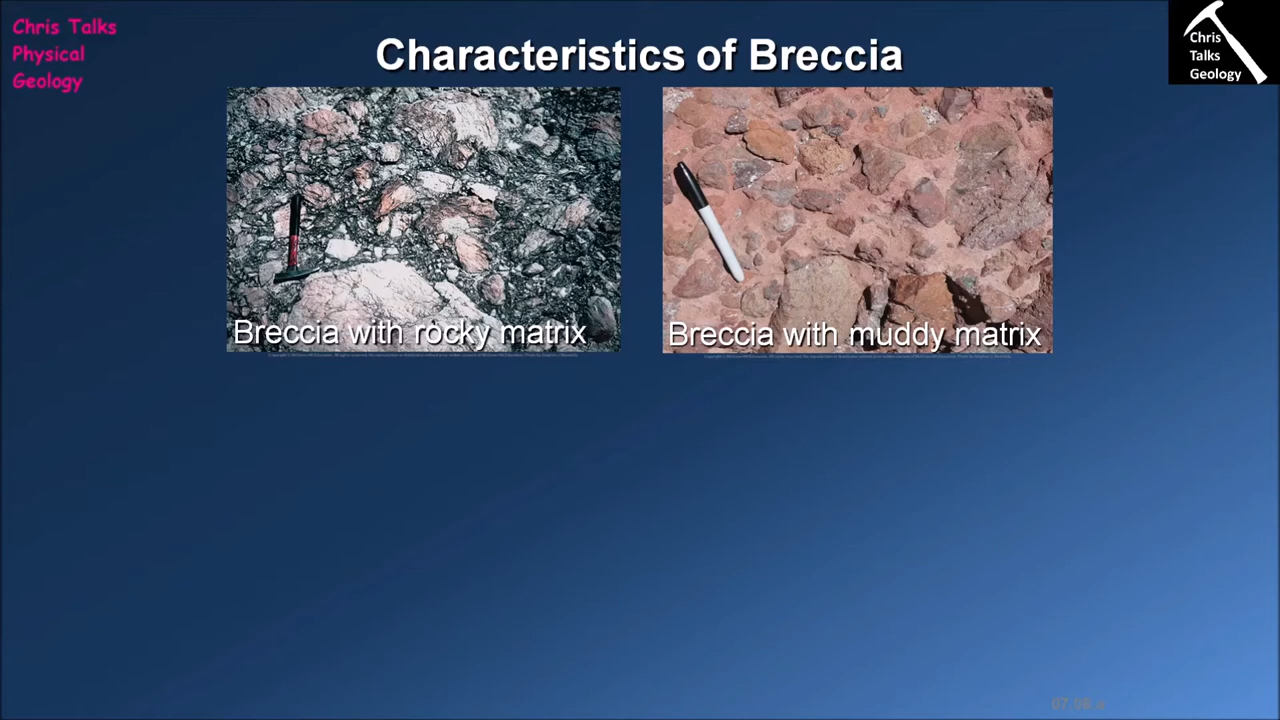 Chris Talks
Physical
Geology
Characteristics of Breccia
Chris
Talks
Geology
Breccia with rocky matrix
Breccia with muddy matrix